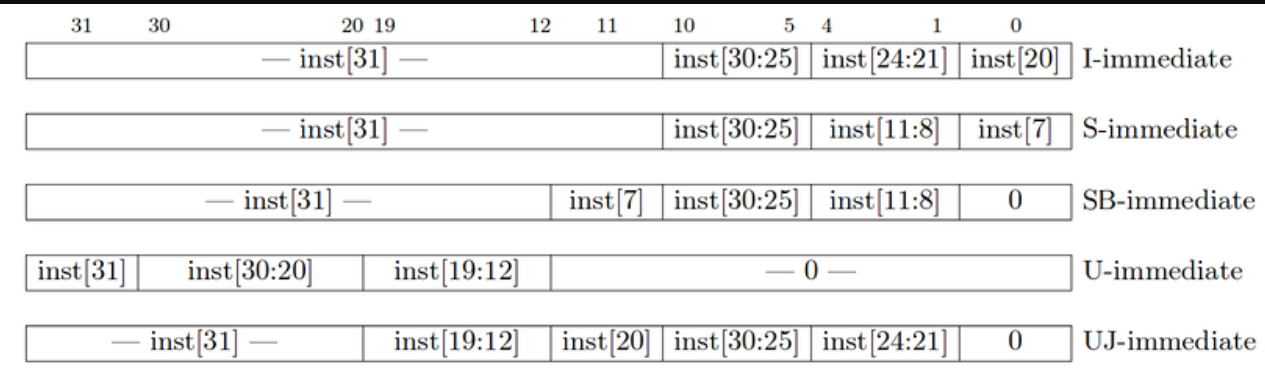 31 30 20 19 12 11 10 5 4 1 0
— inst[31] — inst[30:25] inst[24:21] inst[20] I-immediate
— inst[31] — inst[30:25] inst[11:8] inst[7] S-immediate
— inst[31] — inst[7] inst[30:25] inst[11:8] 0 SB-immediate
inst[31] inst[30:20] inst[19:12] — 0 — U-immediate
— inst[31] — inst[19:12] inst[20] inst[30:25] inst[24:21] 0 UJ-immediate